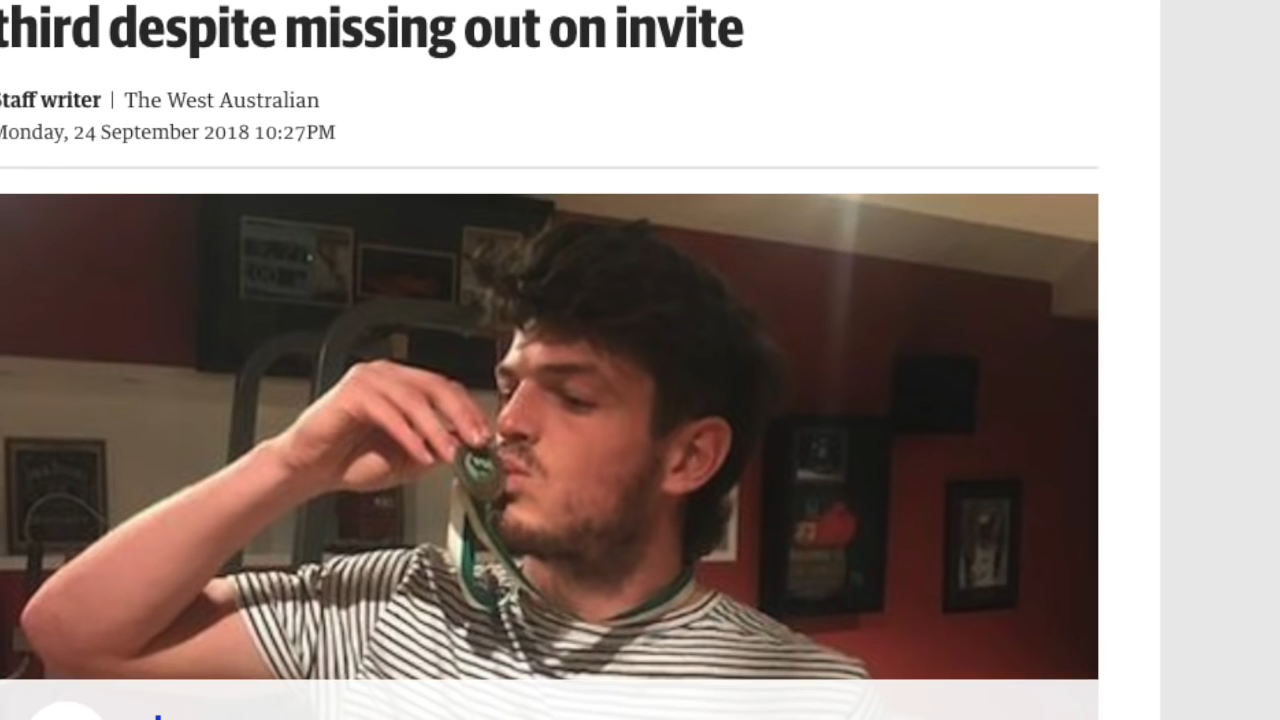 third despite missing out on invite
Staff writer | The West Australian
Monday, 24 September 2018 10:27PM